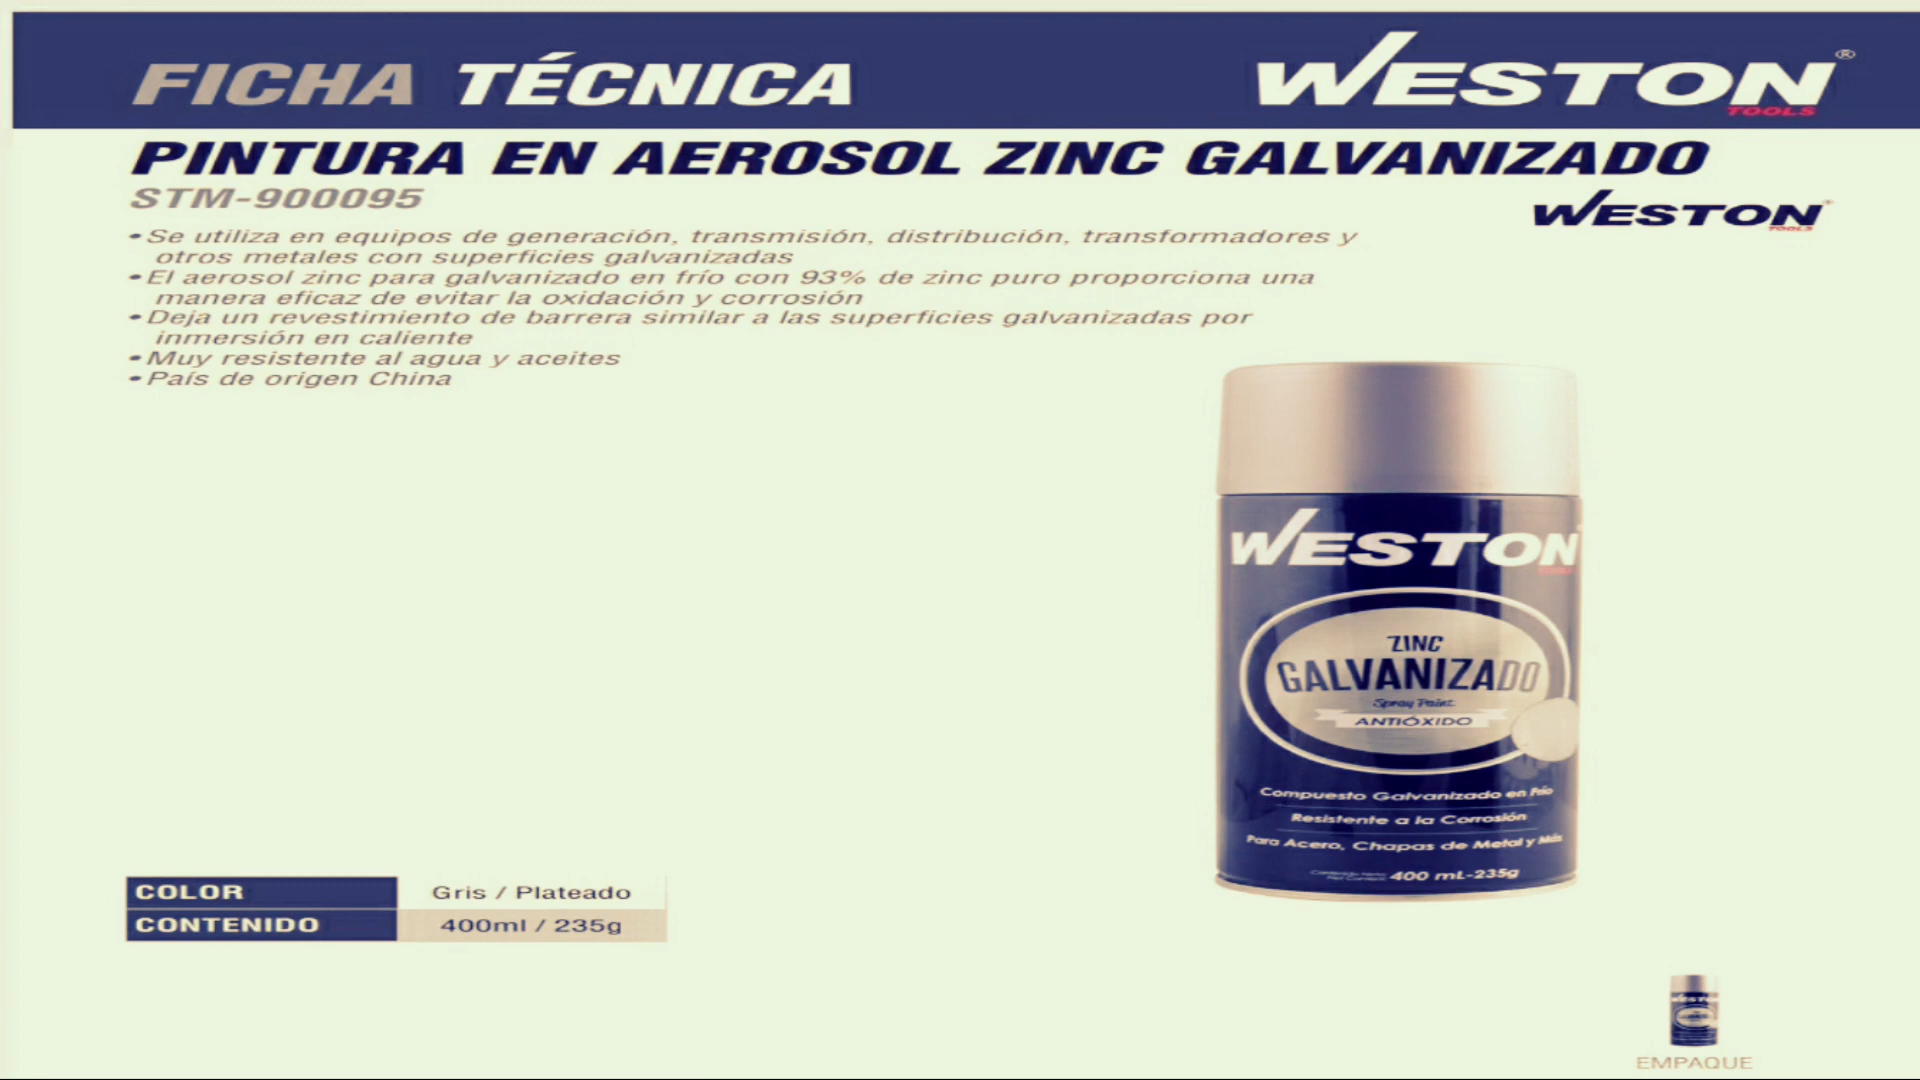 FICHA TÉCNICA
WESTON®
TOOLS
PINTURA EN AEROSOL ZINC GALVANIZADO
STM-900095
WESTON
TOOLS
•Se utiliza en equipos de generación, transmisión, distribución, transformadores y
otros metales con superficies galvanizadas
•El aerosol zinc para galvanizado en frío con 93% de zinc puro proporciona una
manera eficaz de evitar la oxidación y corrosión
•Deja un revestimiento de barrera similar a las superficies galvanizadas por
inmersión en caliente
•Muy resistente al agua y aceites
•País de origen China
WESTON
ZINC
GALVANIZADO
Spray Paint
ANTIÓXIDO
Compuesto Galvanizado en Frío
Resistente a la Corrosión
Para Acero, Chapas de Metal y Más
400 mL-235g
COLOR Gris / Plateado
CONTENIDO 400ml / 235g
EMPAQUE